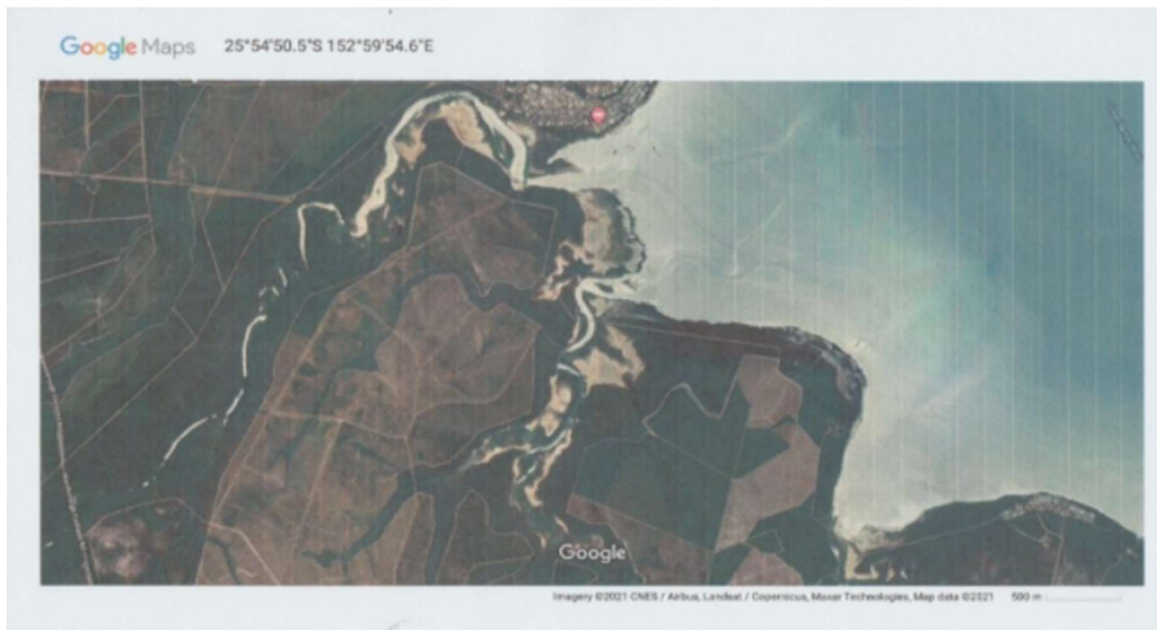 Google Maps 25°54'50.5"S 152°59'54.6"E
Google
Imagery ©2021 CNES / Airbus, Landsat / Copernicus, Maxar Technologies, Map data ©2021 500 m